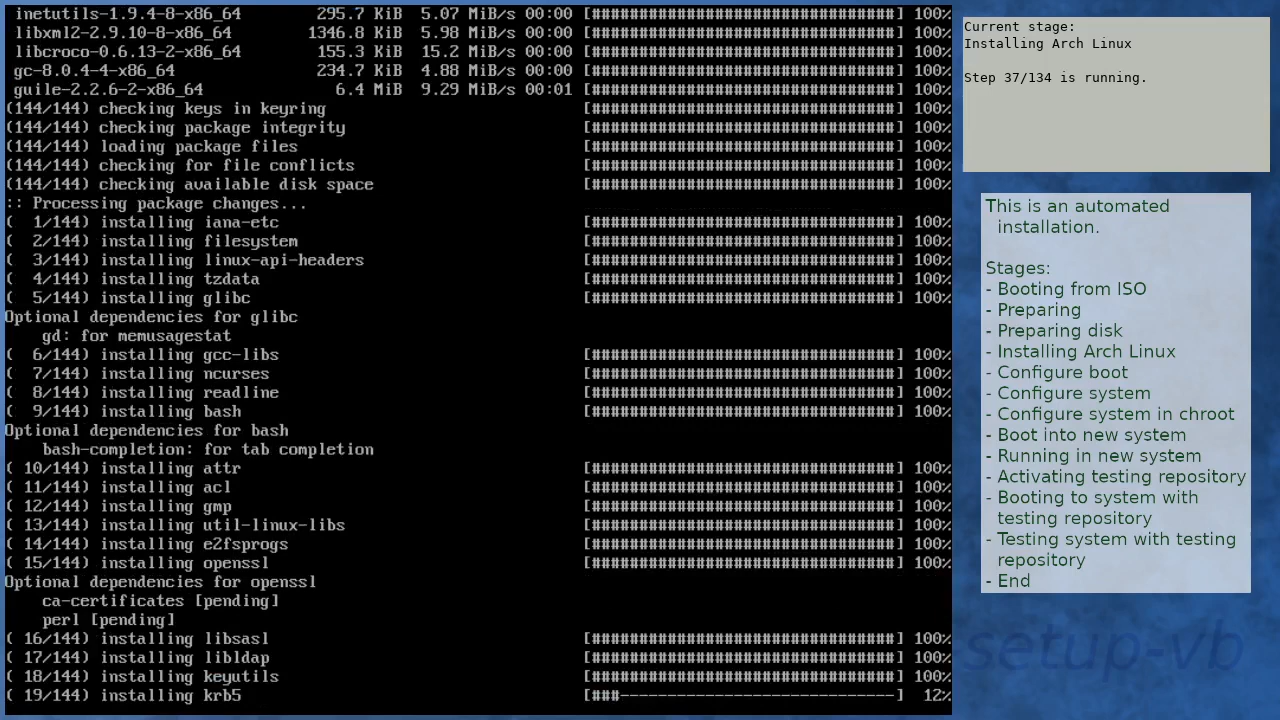 inetutils-1.9.4-8-x86_64 295.7 KiB 5.07 MiB/s 00:00 [################################] 100%
libxml2-2.9.10-8-x86_64 1346.8 KiB 5.98 MiB/s 00:00 [################################] 100%
libcroco-0.6.13-2-x86_64 155.3 KiB 15.2 MiB/s 00:00 [################################] 100%
gc-8.0.4-4-x86_64 234.7 KiB 4.88 MiB/s 00:00 [################################] 100%
guile-2.2.6-2-x86_64 6.4 MiB 9.29 MiB/s 00:01 [################################] 100%
(144/144) checking keys in keyring [################################] 100%
(144/144) checking package integrity [################################] 100%
(144/144) loading package files [################################] 100%
(144/144) checking for file conflicts [################################] 100%
(144/144) checking available disk space [################################] 100%
:: Processing package changes...
( 1/144) installing iana-etc [################################] 100%
( 2/144) installing filesystem [################################] 100%
( 3/144) installing linux-api-headers [################################] 100%
( 4/144) installing tzdata [################################] 100%
( 5/144) installing glibc [################################] 100%
Optional dependencies for glibc
gd: for memusagestat
( 6/144) installing gcc-libs [################################] 100%
( 7/144) installing ncurses [################################] 100%
( 8/144) installing readline [################################] 100%
( 9/144) installing bash [################################] 100%
Optional dependencies for bash
bash-completion: for tab completion
( 10/144) installing attr [################################] 100%
( 11/144) installing acl [################################] 100%
( 12/144) installing gmp [################################] 100%
( 13/144) installing util-linux-libs [################################] 100%
( 14/144) installing e2fsprogs [################################] 100%
( 15/144) installing openssl [################################] 100%
Optional dependencies for openssl
ca-certificates [pending]
perl [pending]
( 16/144) installing libsasl [################################] 100%
( 17/144) installing libldap [################################] 100%
( 18/144) installing keyutils [################################] 100%
( 19/144) installing krb5 [###-----------------------------] 12%
Current stage:
Installing Arch Linux
Step 37/134 is running.
This is an automated
installation.
Stages:
- Booting from ISO
- Preparing
- Preparing disk
- Installing Arch Linux
- Configure boot
- Configure system
- Configure system in chroot
- Boot into new system
- Running in new system
- Activating testing repository
- Booting to system with
testing repository
- Testing system with testing
repository
- End
setup-vb